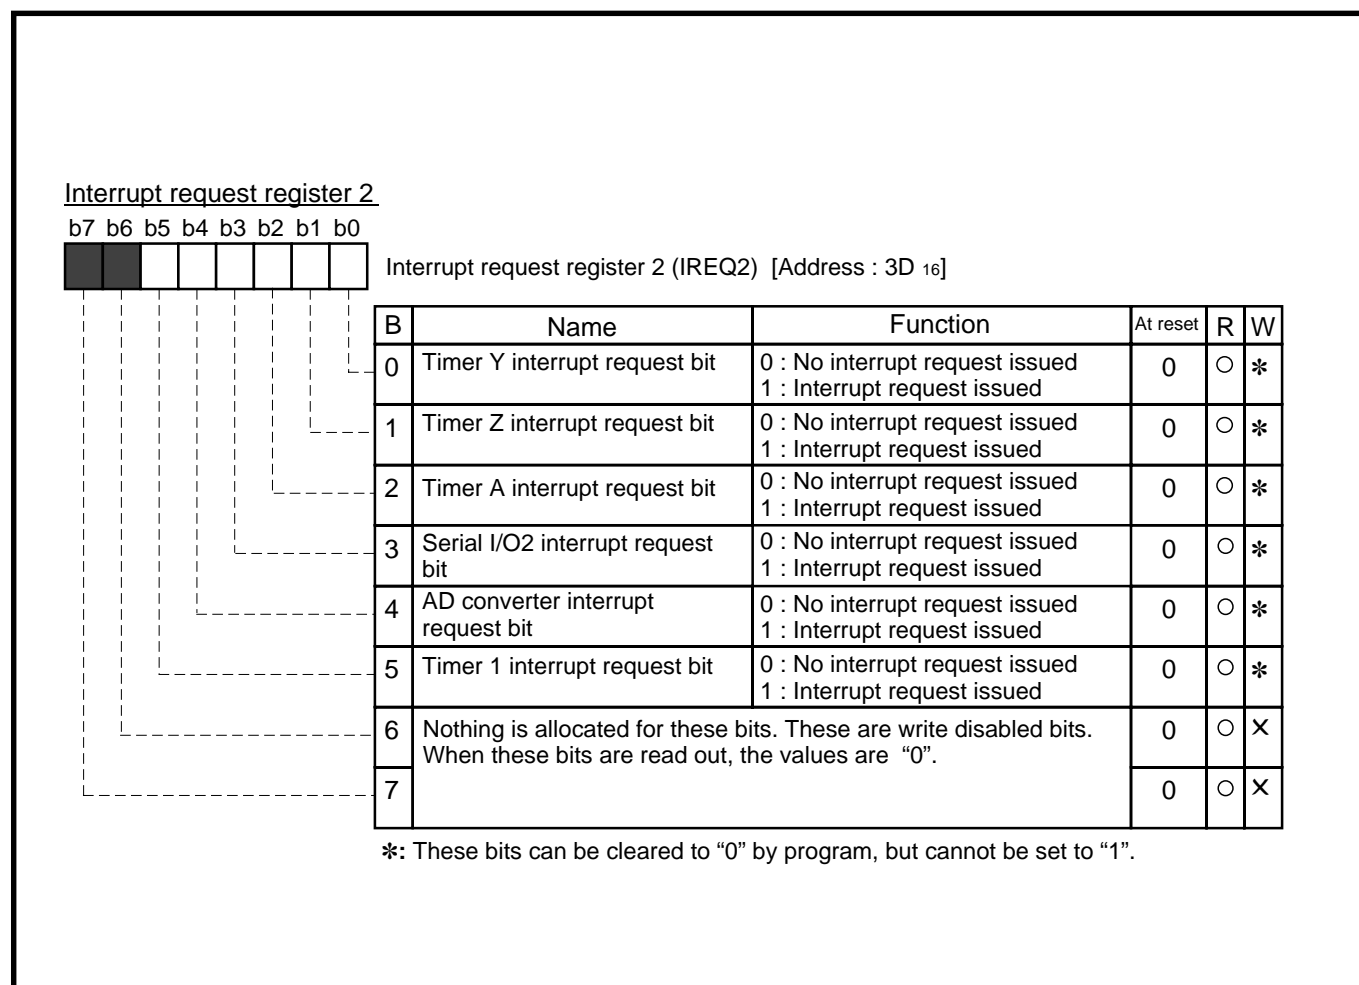 Interrupt request register 2
b7 b6 b5 b4 b3 b2 b1 b0
Interrupt request register 2 (IREQ2) [Address : 3D 16]
B Name Function At reset R W
0 Timer Y interrupt request bit 0 : No interrupt request issued 0 ○ ✻
1 : Interrupt request issued
1 Timer Z interrupt request bit 0 : No interrupt request issued 0 ○ ✻
1 : Interrupt request issued
2 Timer A interrupt request bit 0 : No interrupt request issued 0 ○ ✻
1 : Interrupt request issued
3 Serial I/O2 interrupt request 0 : No interrupt request issued 0 ○ ✻
bit 1 : Interrupt request issued
4 AD converter interrupt 0 : No interrupt request issued 0 ○ ✻
request bit 1 : Interrupt request issued
5 Timer 1 interrupt request bit 0 : No interrupt request issued 0 ○ ✻
1 : Interrupt request issued
6 Nothing is allocated for these bits. These are write disabled bits. 0 ○ ×
When these bits are read out, the values are “0”.
7 0 ○ ×
✻: These bits can be cleared to “0” by program, but cannot be set to “1”.